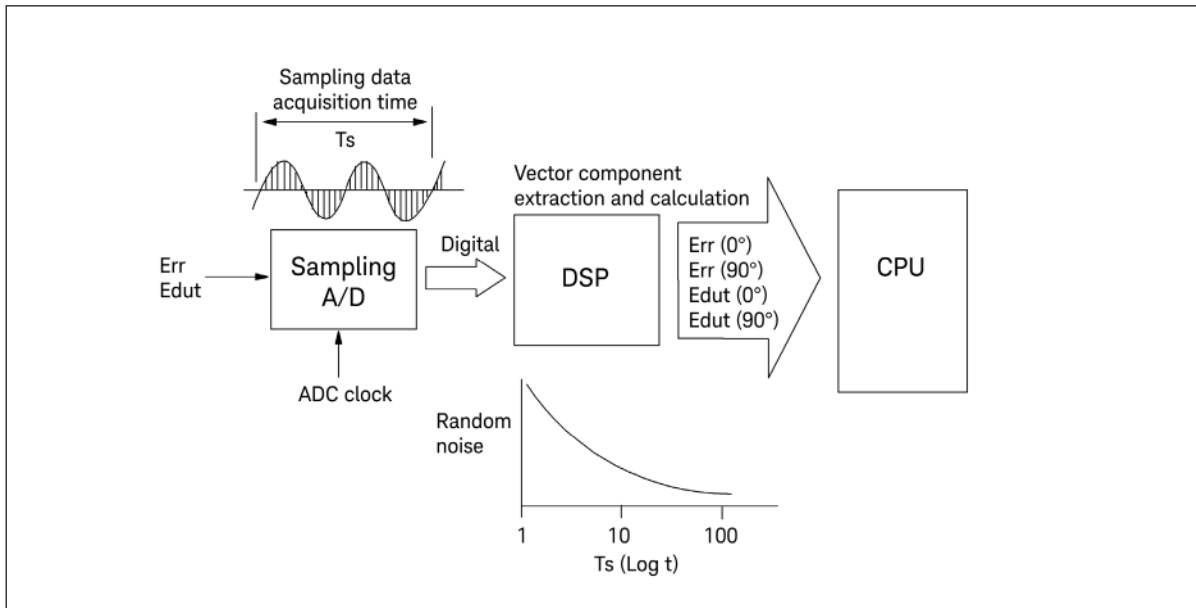 Sampling data
acquisition time
Ts
Err
Edut
Sampling
A/D
ADC clock
Digital
Vector component
extraction and calculation
DSP
Err (0°)
Err (90°)
Edut (0°)
Edut (90°)
CPU
Random
noise
1 10 100
Ts (Log t)